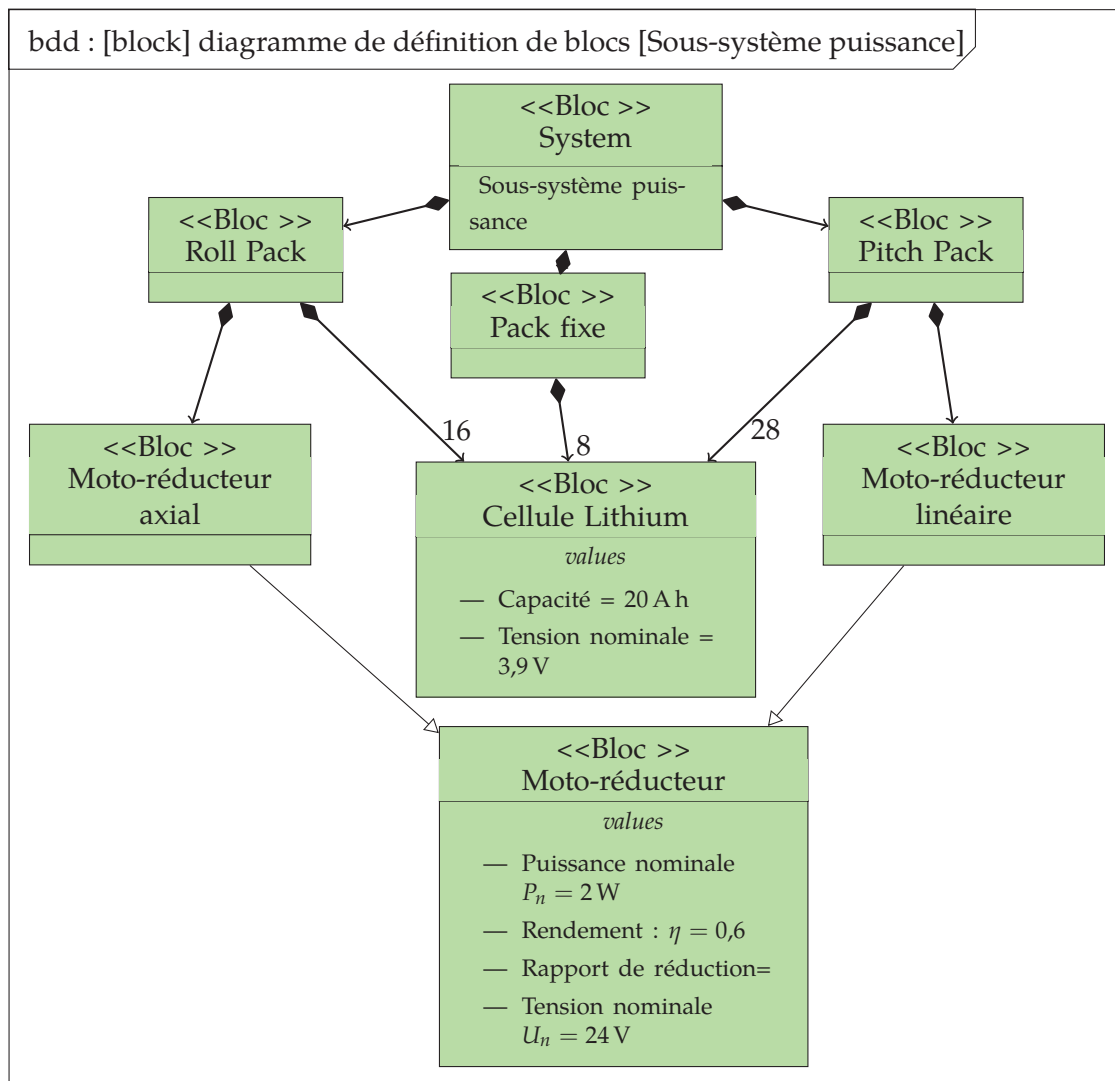 bdd : [block] diagramme de définition de blocs [Sous-système puissance]
<<Bloc >>
System
Sous-système puis-
sance
<<Bloc >>
Roll Pack
<<Bloc >>
Pitch Pack
<<Bloc >>
Pack fixe
16
8
28
<<Bloc >>
Moto-réducteur
axial
<<Bloc >>
Cellule Lithium
values
— Capacité = 20 A h
— Tension nominale =
3,9 V
<<Bloc >>
Moto-réducteur
linéaire
<<Bloc >>
Moto-réducteur
values
— Puissance nominale
Pn = 2 W
— Rendement : η = 0,6
— Rapport de réduction=
— Tension nominale
Un = 24 V